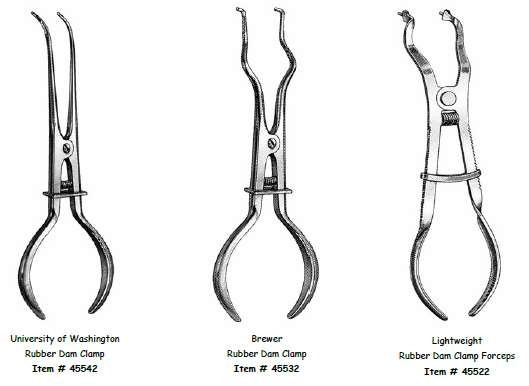 University of Washington
Rubber Dam Clamp
Item # 45542
Brewer
Rubber Dam Clamp
Item # 45532
Lightweight
Rubber Dam Clamp Forceps
Item # 45522